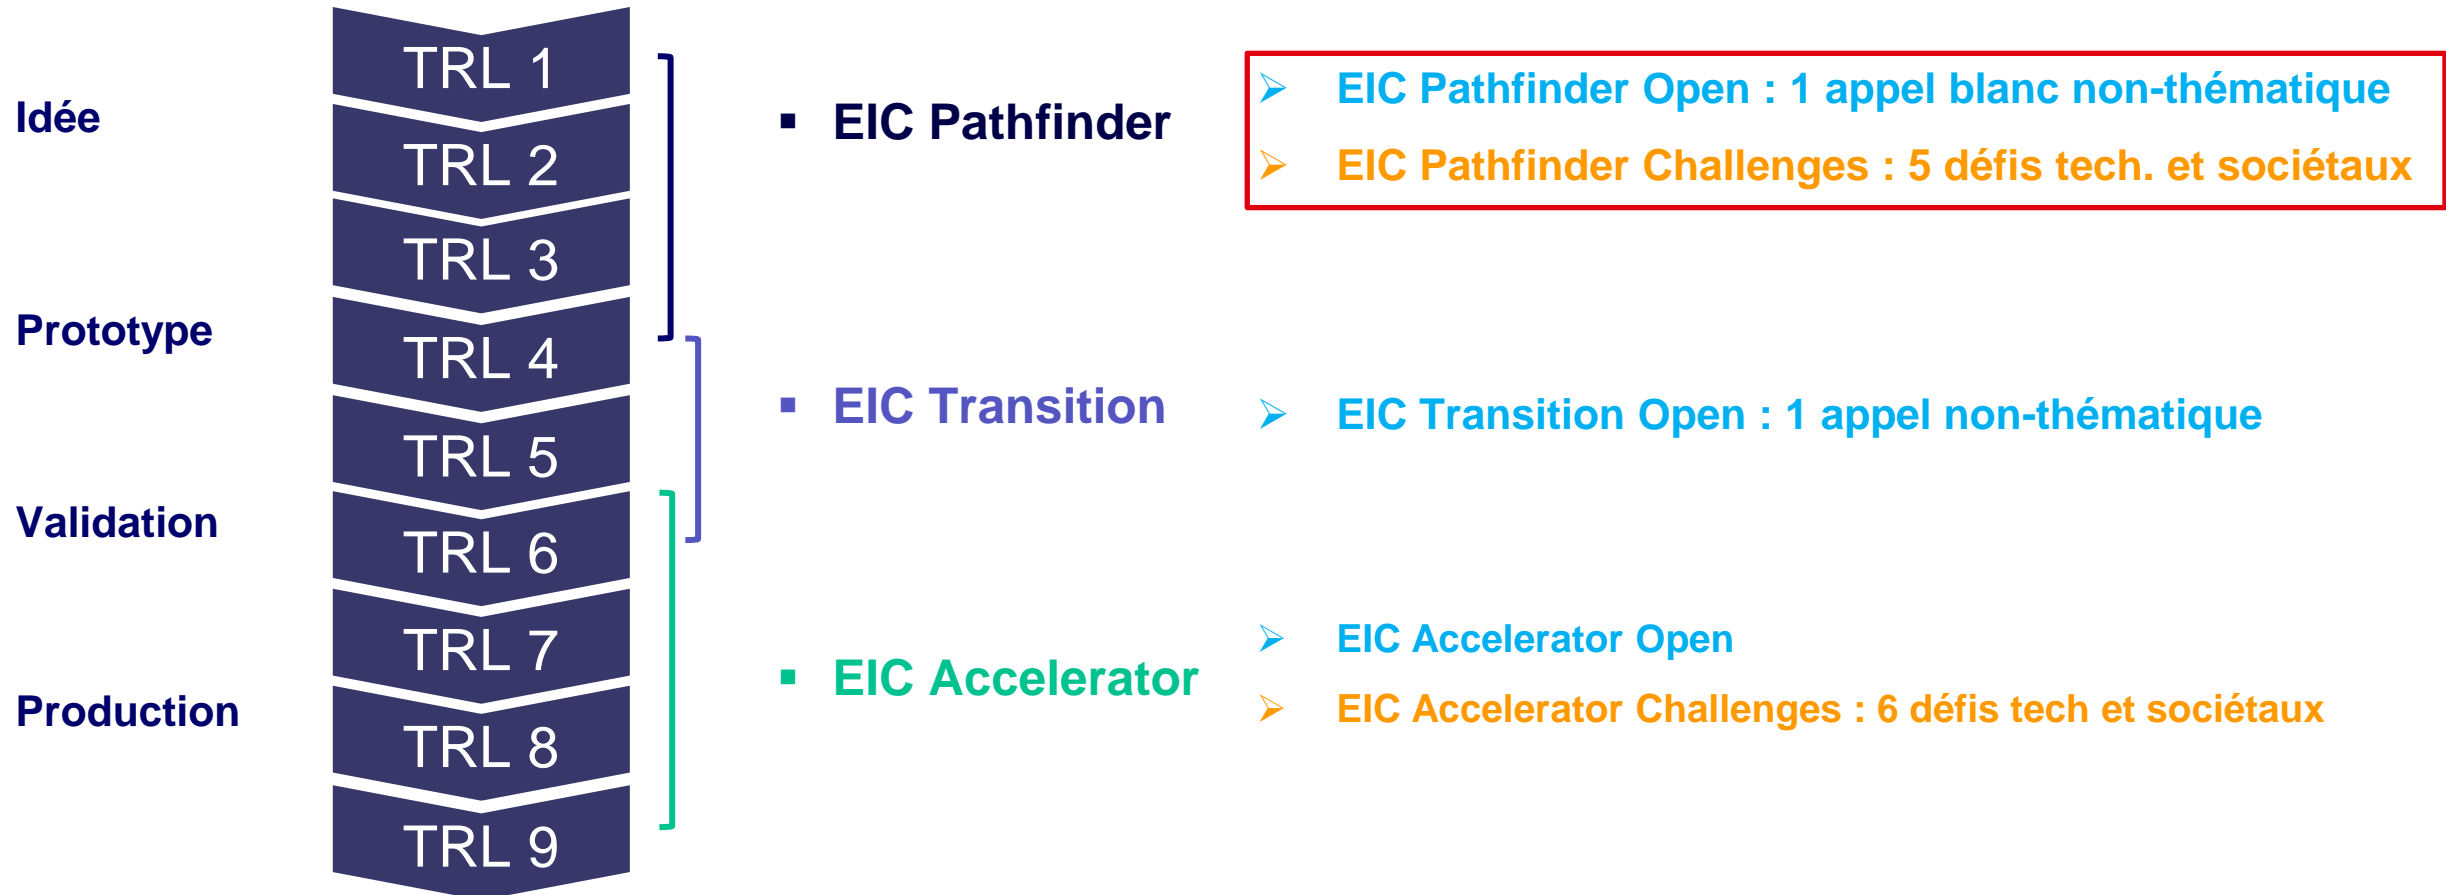 Idée
Prototype
Validation
Production
TRL 1
TRL 2
TRL 3
TRL 4
TRL 5
TRL 6
TRL 7
TRL 8
TRL 9
▪ EIC Pathfinder
➢ EIC Pathfinder Open : 1 appel blanc non-thématique
➢ EIC Pathfinder Challenges : 5 défis tech. et sociétaux
▪ EIC Transition
➢ EIC Transition Open : 1 appel non-thématique
▪ EIC Accelerator
➢ EIC Accelerator Open
➢ EIC Accelerator Challenges : 6 défis tech et sociétaux